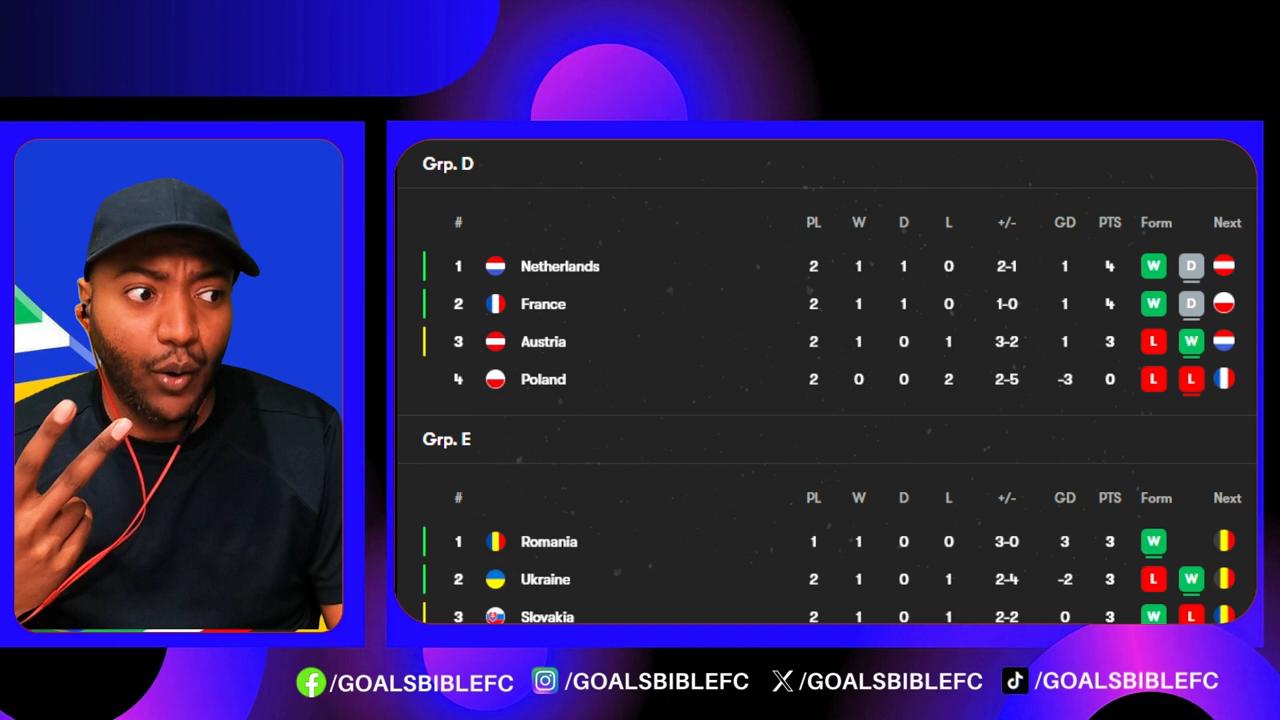 Grp. D
# PL W D L +/- GD PTS Form Next
1 Netherlands 2 1 1 0 2-1 1 4 W D
2 France 2 1 1 0 1-0 1 4 W D
3 Austria 2 1 0 1 3-2 1 3 L W
4 Poland 2 0 0 2 2-5 -3 0 L L
Grp. E
# PL W D L +/- GD PTS Form Next
1 Romania 1 1 0 0 3-0 3 3 W
2 Ukraine 2 1 0 1 2-4 -2 3 L W
3 Slovakia 2 1 0 1 2-2 0 3 W L
/GOALSBIBLEFC /GOALSBIBLEFC /GOALSBIBLEFC /GOALSBIBLEFC